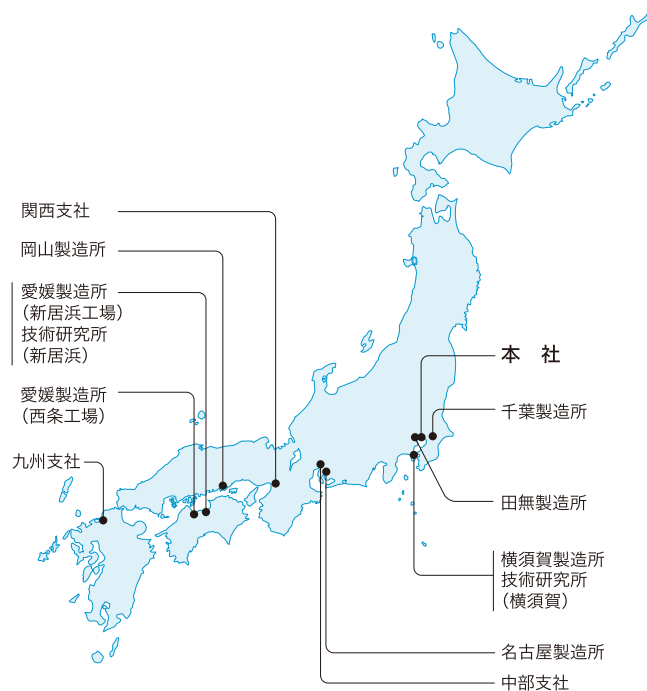 関西支社
岡山製造所
愛媛製造所
（新居浜工場）
技術研究所
（新居浜）
愛媛製造所
（西条工場）
九州支社
本　社
千葉製造所
田無製造所
横須賀製造所
技術研究所
（横須賀）
名古屋製造所
中部支社